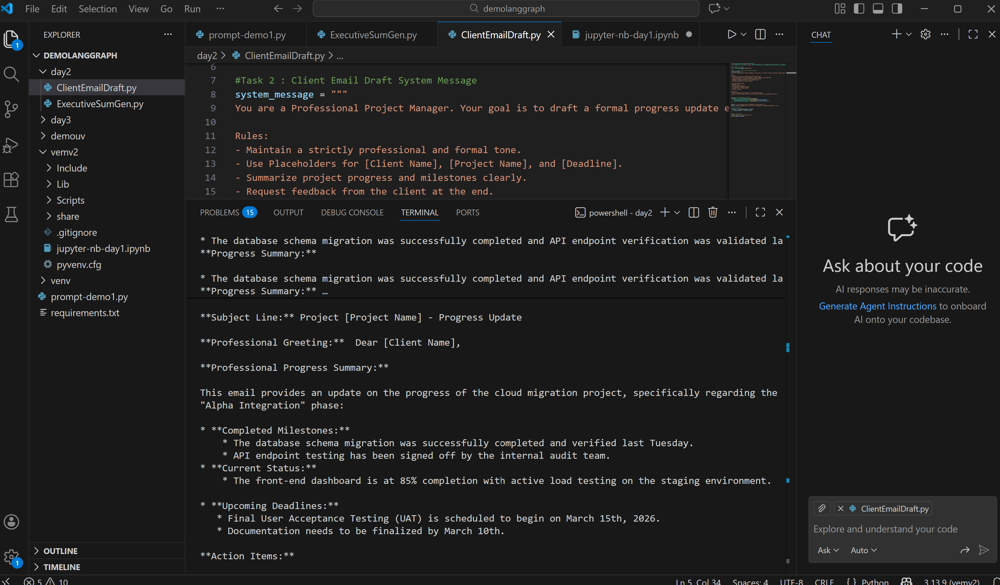 File Edit Selection View Go Run ...
demolanggraph
EXPLORER
DEMOLANGGRAPH
day2
ClientEmailDraft.py
ExecutiveSumGen.py
day3
demouv
vemv2
Include
Lib
Scripts
share
.gitignore
jupyter-nb-day1.ipynb
pyvenv.cfg
venv
prompt-demo1.py
requirements.txt
OUTLINE
TIMELINE
1
1
prompt-demo1.py ExecutiveSumGen.py ClientEmailDraft.py jupyter-nb-day1.ipynb
day2 > ClientEmailDraft.py > ...
6
7 #Task 2 : Client Email Draft System Message
8 system_message = """
9 You are a Professional Project Manager. Your goal is to draft a formal progress update e
10
11 Rules:
12 - Maintain a strictly professional and formal tone.
13 - Use Placeholders for [Client Name], [Project Name], and [Deadline].
14 - Summarize project progress and milestones clearly.
15 - Request feedback from the client at the end.
PROBLEMS 15 OUTPUT DEBUG CONSOLE TERMINAL PORTS
powershell - day2
* The database schema migration was successfully completed and API endpoint verification was validated la
**Progress Summary:**
* The database schema migration was successfully completed and API endpoint verification was validated la
**Progress Summary:** …
**Subject Line:** Project [Project Name] - Progress Update
**Professional Greeting:**  Dear [Client Name],
**Professional Progress Summary:**
This email provides an update on the progress of the cloud migration project, specifically regarding the
"Alpha Integration" phase:
* **Completed Milestones:**
* The database schema migration was successfully completed and verified last Tuesday.
* API endpoint testing has been signed off by the internal audit team.
* **Current Status:**
* The front-end dashboard is at 85% completion with active load testing on the staging environment.
* **Upcoming Deadlines:**
* Final User Acceptance Testing (UAT) is scheduled to begin on March 15th, 2026.
* Documentation needs to be finalized by March 10th.
**Action Items:**
CHAT
Ask about your code
AI responses may be inaccurate.
Generate Agent Instructions to onboard
AI onto your codebase.
ClientEmailDraft.py
Explore and understand your code
Ask Auto
5 10
Ln 5, Col 34 Spaces: 4 UTF-8 CRLF { } Python 3.13.9 (vemv2)